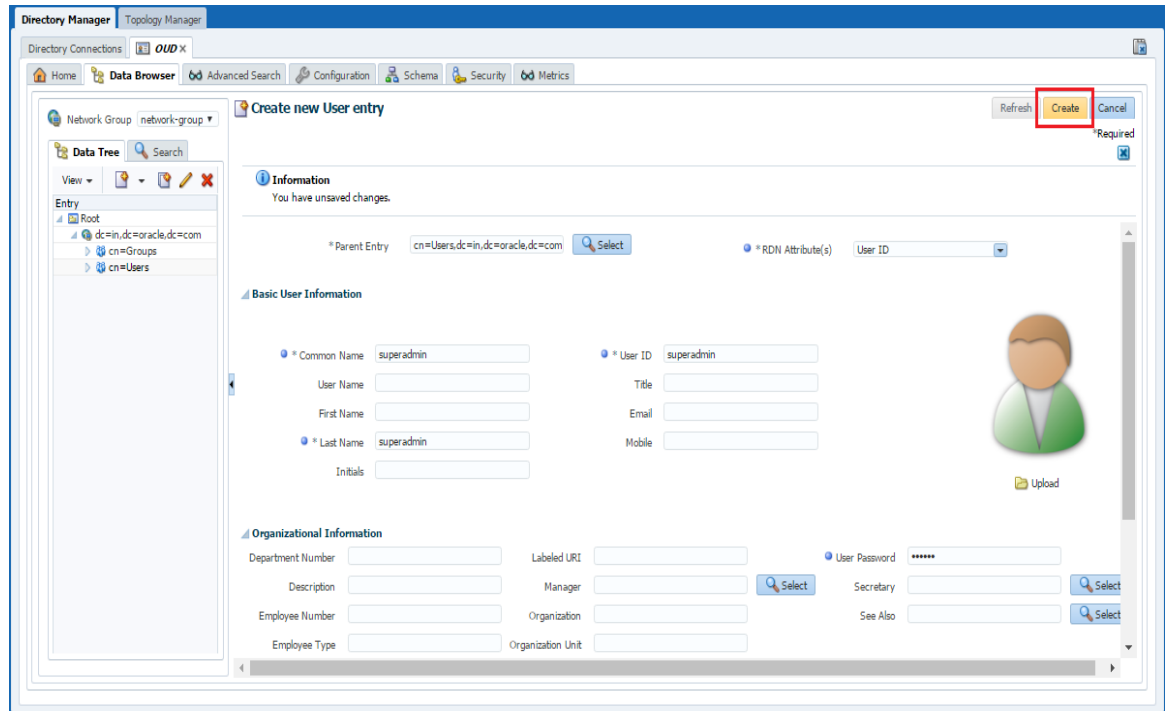 Directory Manager Topology Manager
Directory Connections OUD ×
Home Data Browser Advanced Search Configuration Schema Security Metrics
Network Group network-group
Create new User entry
Refresh Create Cancel
*Required
Data Tree Search
View
Information
You have unsaved changes.
Entry
Root
dc=in,dc=oracle,dc=com
cn=Groups
cn=Users
* Parent Entry cn=Users,dc=in,dc=oracle,dc=com Select * RDN Attribute(s) User ID
Basic User Information
* Common Name superadmin * User ID superadmin
User Name Title
First Name Email
* Last Name superadmin Mobile
Initials
Upload
Organizational Information
Department Number Labeled URI User Password ••••••
Description Manager Select Secretary Select
Employee Number Organization See Also Select
Employee Type Organization Unit